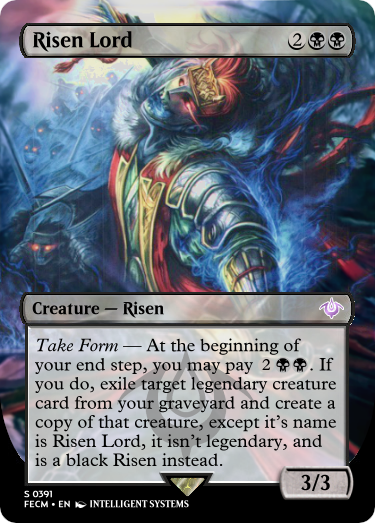 Risen Lord 2
Creature — Risen
Take Form — At the beginning of
your end step, you may pay 2 . If
you do, exile target legendary creature
card from your graveyard and create a
copy of that creature, except it's name
is Risen Lord, it isn't legendary, and
is a black Risen instead.
3/3
S 0391
FECM • EN INTELLIGENT SYSTEMS